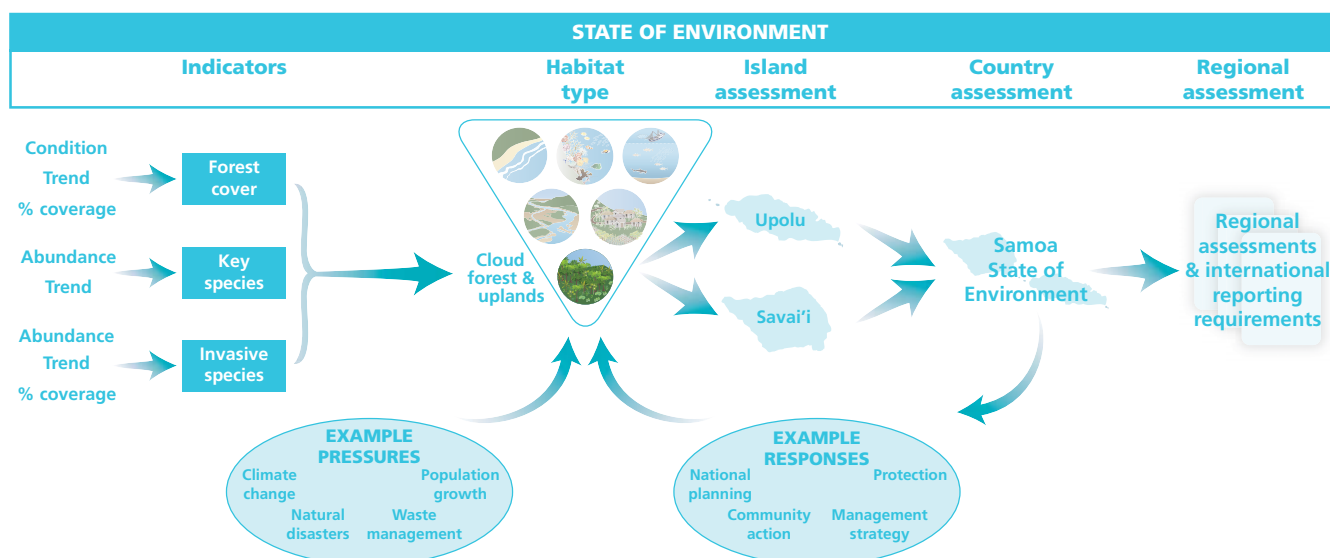 STATE OF ENVIRONMENT
Indicators
Habitat
type
Island
assessment
Country
assessment
Regional
assessment
Condition
Trend
% coverage
Forest
cover
Abundance
Trend
Key
species
Abundance
Trend
% coverage
Invasive
species
Cloud
forest &
uplands
Upolu
Savai’i
Samoa
State of
Environment
Regional
assessments
& international
reporting
requirements
EXAMPLE
PRESSURES
Climate
change
Population
growth
Natural
disasters
Waste
management
EXAMPLE
RESPONSES
National
planning
Protection
Community
action
Management
strategy